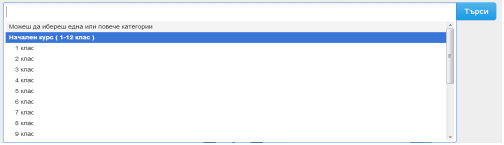 Търси
Можеш да ибереш една или повече категории
Начален курс ( 1-12 клас )
1 клас
2 клас
3 клас
4 клас
5 клас
6 клас
7 клас
8 клас
9 клас